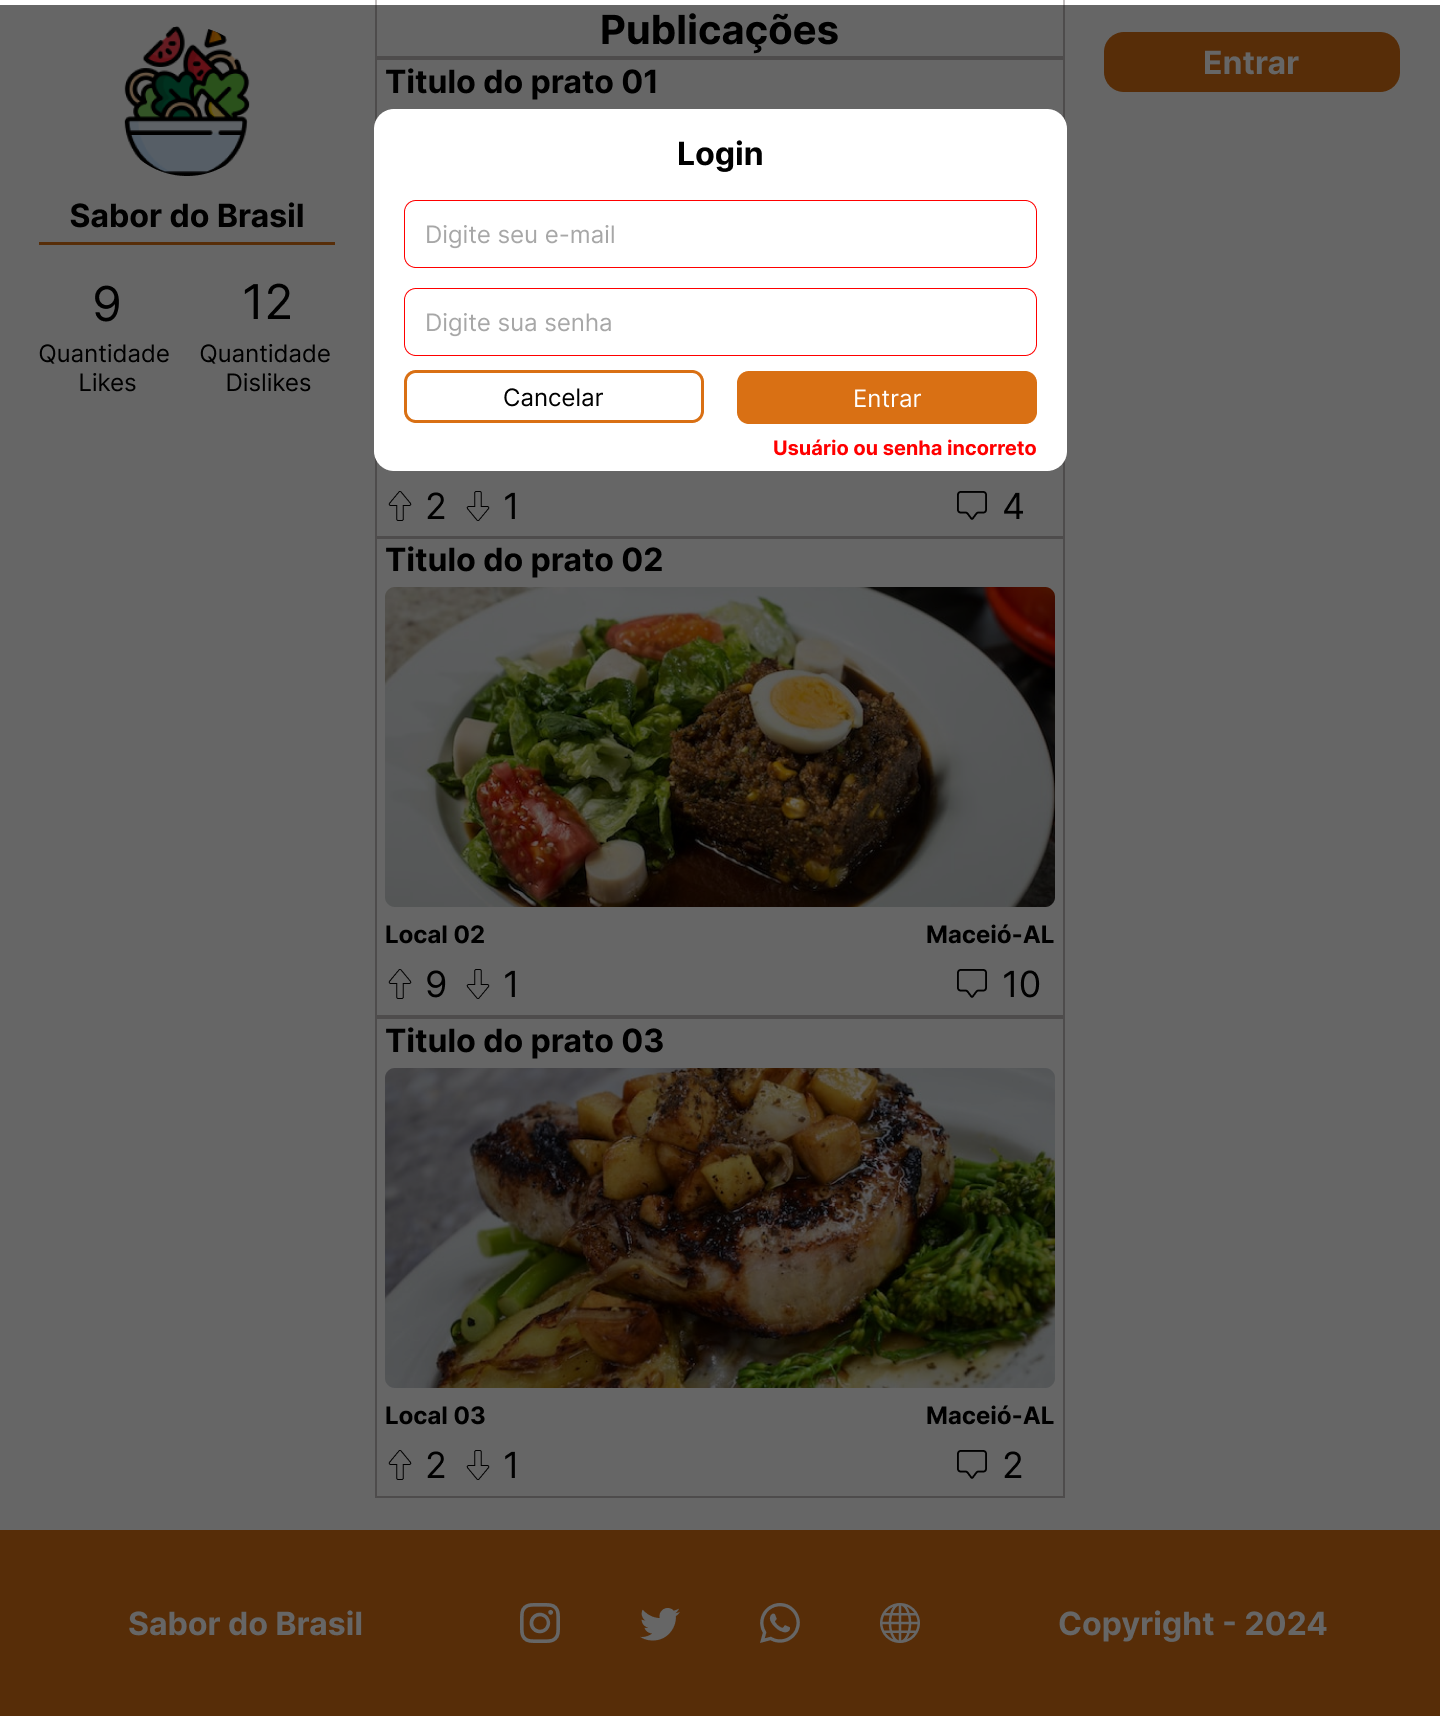 Publicações
Entrar
Titulo do prato 01
Sabor do Brasil
9
Quantidade
Likes
12
Quantidade
Dislikes
Login
Digite seu e-mail
Digite sua senha
Cancelar
Entrar
Usuário ou senha incorreto
2 1 4
Titulo do prato 02
Local 02 Maceió-AL
9 1 10
Titulo do prato 03
Local 03 Maceió-AL
2 1 2
Sabor do Brasil
Copyright - 2024